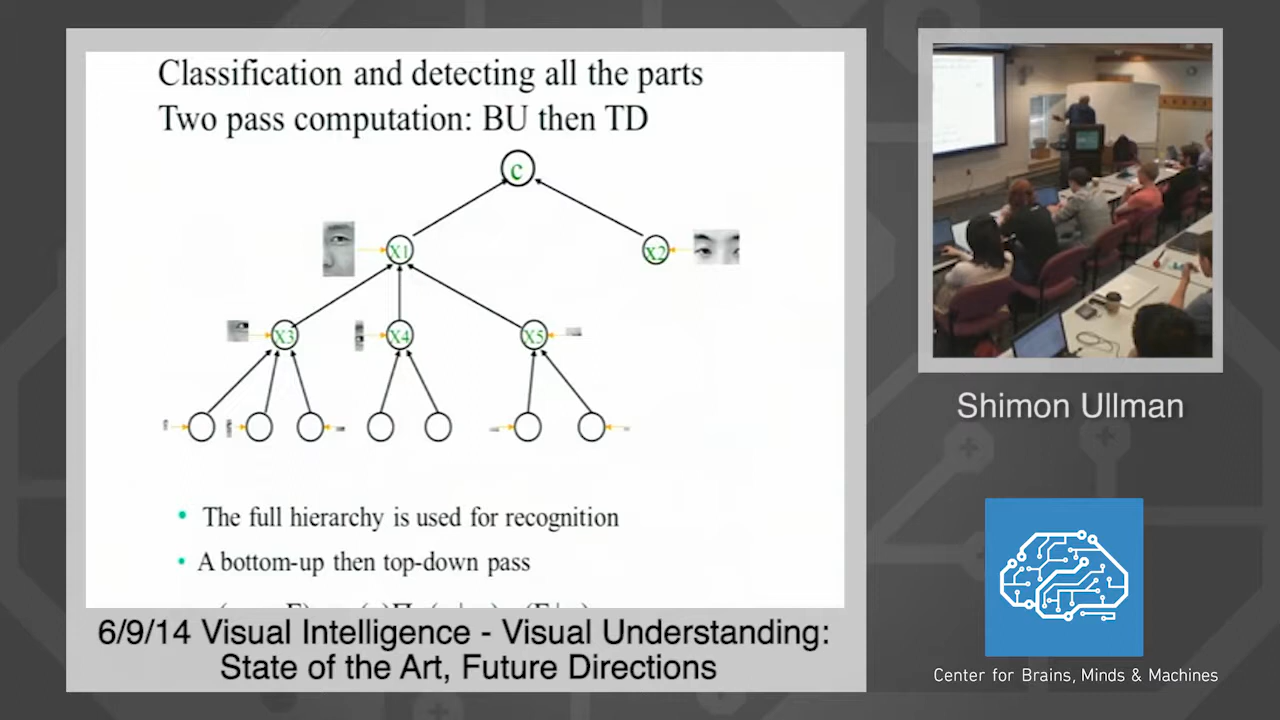 Classification and detecting all the parts
Two pass computation: BU then TD
c
X1
x2
X3
X4
X5
• The full hierarchy is used for recognition
• A bottom-up then top-down pass
6/9/14 Visual Intelligence - Visual Understanding:
State of the Art, Future Directions
Shimon Ullman
Center for Brains, Minds & Machines